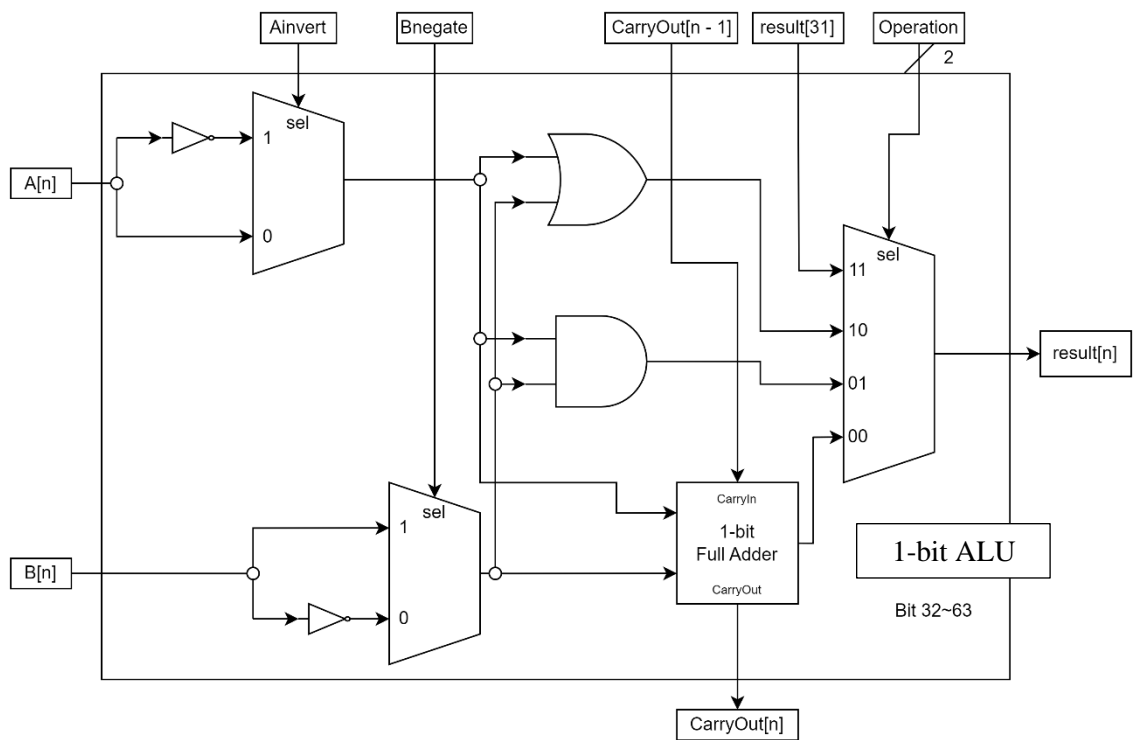 Ainvert
Bnegate
CarryOut[n - 1]
result[31]
Operation
2
sel
1
A[n]
0
sel
11
10
result[n]
01
00
sel
CarryIn
1
1-bit
Full Adder
1-bit ALU
B[n]
CarryOut
0
Bit 32~63
CarryOut[n]